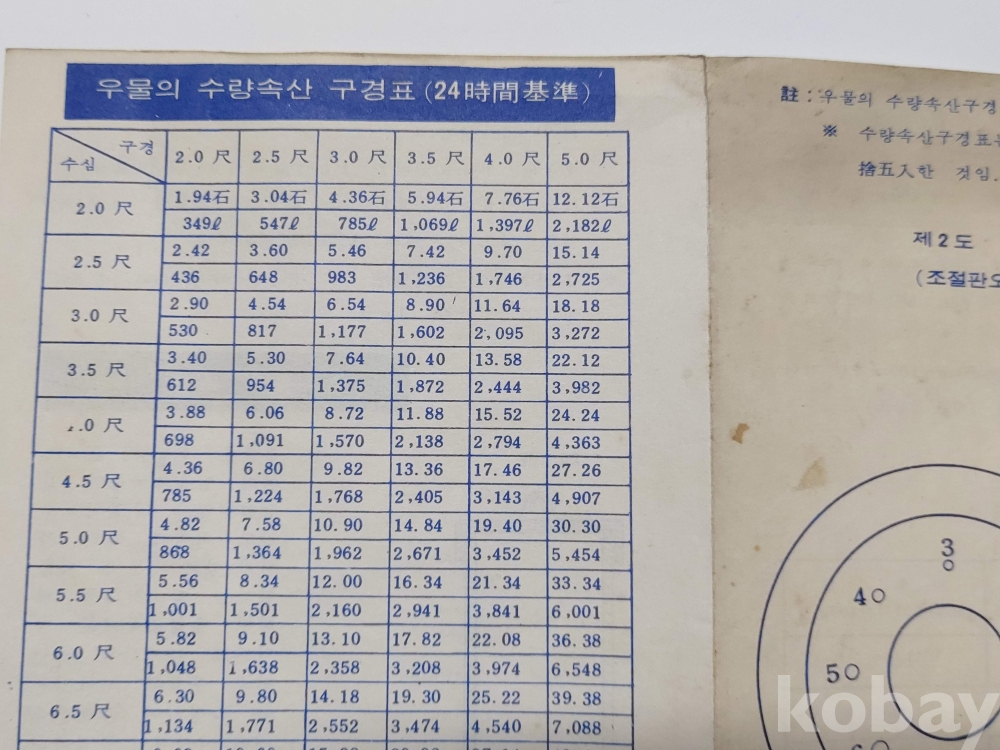 우물의 수량속산 구경표(24時間基準)
구경
수심
2.0 尺 2.5 尺 3.0 尺 3.5 尺 4.0 尺 5.0 尺
2.0 尺
1.94石 3.04石 4.36石 5.94石 7.76石 12.12石
349ℓ 547ℓ 785ℓ 1,069ℓ 1,397ℓ 2,182ℓ
2.5 尺
2.42 3.60 5.46 7.42 9.70 15.14
436 648 983 1,236 1,746 2,725
3.0 尺
2.90 4.54 6.54 8.90 11.64 18.18
530 817 1,177 1,602 2,095 3,272
3.5 尺
3.40 5.30 7.64 10.40 13.58 22.12
612 954 1,375 1,872 2,444 3,982
.0 尺
3.88 6.06 8.72 11.88 15.52 24.24
698 1,091 1,570 2,138 2,794 4,363
4.5 尺
4.36 6.80 9.82 13.36 17.46 27.26
785 1,224 1,768 2,405 3,143 4,907
5.0 尺
4.82 7.58 10.90 14.84 19.40 30.30
868 1,364 1,962 2,671 3,452 5,454
5.5 尺
5.56 8.34 12.00 16.34 21.34 33.34
1,001 1,501 2,160 2,941 3,841 6,001
6.0 尺
5.82 9.10 13.10 17.82 22.08 36.38
1,048 1,638 2,358 3,208 3,974 6,548
6.5 尺
6.30 9.80 14.18 19.30 25.22 39.38
1,134 1,771 2,552 3,474 4,540 7,088
註: 우물의 수량속산구경
※ 수량속산구경표
捨五入한 것임.
제2도
(조절판
3
4
5
6
kobay